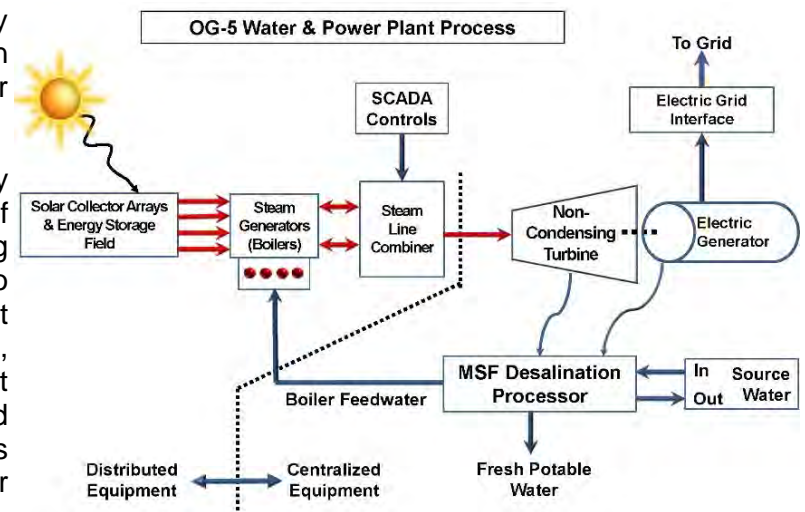 OG-5 Water & Power Plant Process
To Grid
SCADA
Controls
Electric Grid
Interface
Solar Collector Arrays
& Energy Storage
Field
Steam
Generators
(Boilers)
Steam
Line
Combiner
Non-
Condensing
Turbine
Electric
Generator
MSF Desalination
Processor
In
Out
Source
Water
Boiler Feedwater
Distributed
Equipment
Centralized
Equipment
Fresh Potable
Water